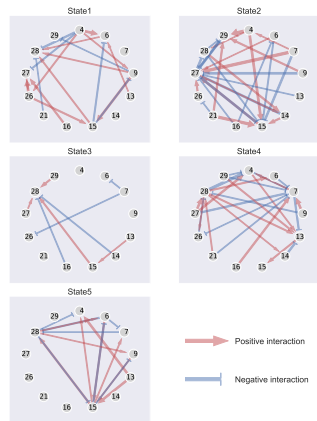 State1 State2
29 4 6 28 7 27 9 26 13 21 14 16 15
29 4 6 28 7 27 9 26 13 21 14 16 15
State3 State4
29 4 6 28 7 27 9 26 13 21 14 16 15
29 4 6 28 7 27 9 26 13 21 14 16 15
State5
29 4 6 28 7 27 9 26 13 21 14 16 15
Positive interaction
Negative interaction